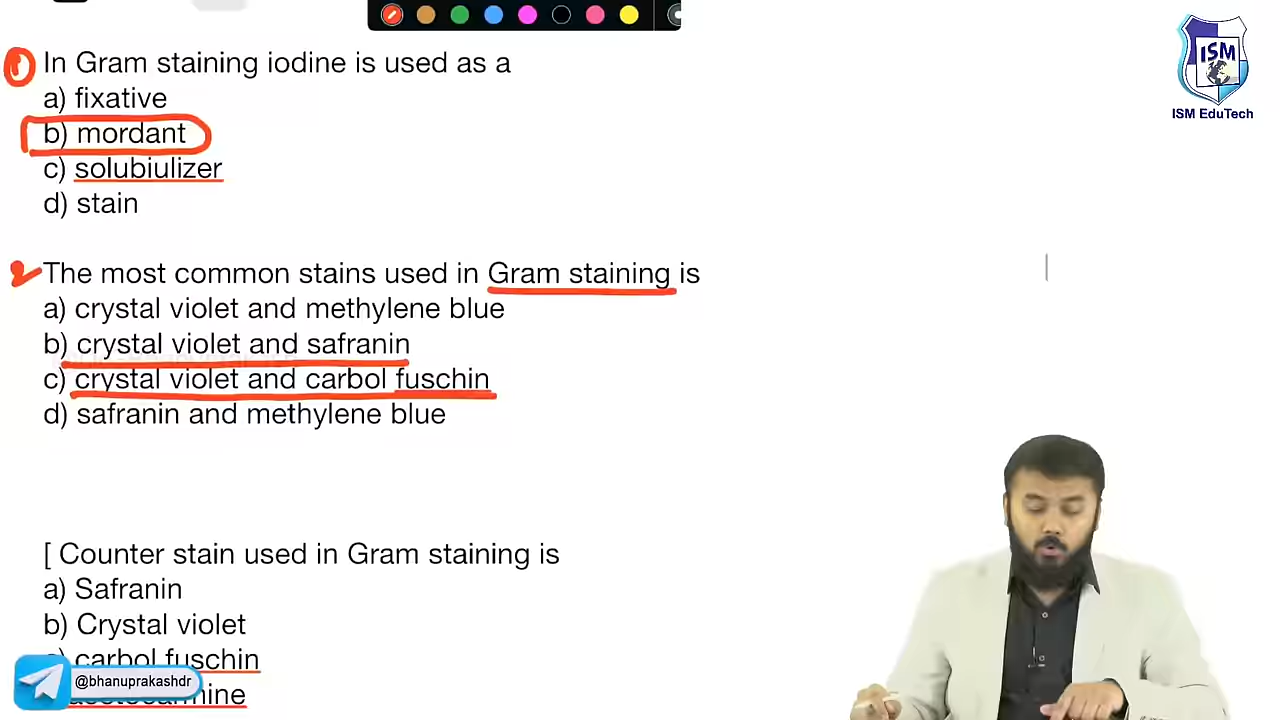 In Gram staining iodine is used as a
a) fixative
b) mordant
c) solubiulizer
d) stain
The most common stains used in Gram staining is
a) crystal violet and methylene blue
b) crystal violet and safranin
c) crystal violet and carbol fuschin
d) safranin and methylene blue
[ Counter stain used in Gram staining is
a) Safranin
b) Crystal violet
carbol fuschin
@bhanuprakashdr
ISM
ISM EduTech